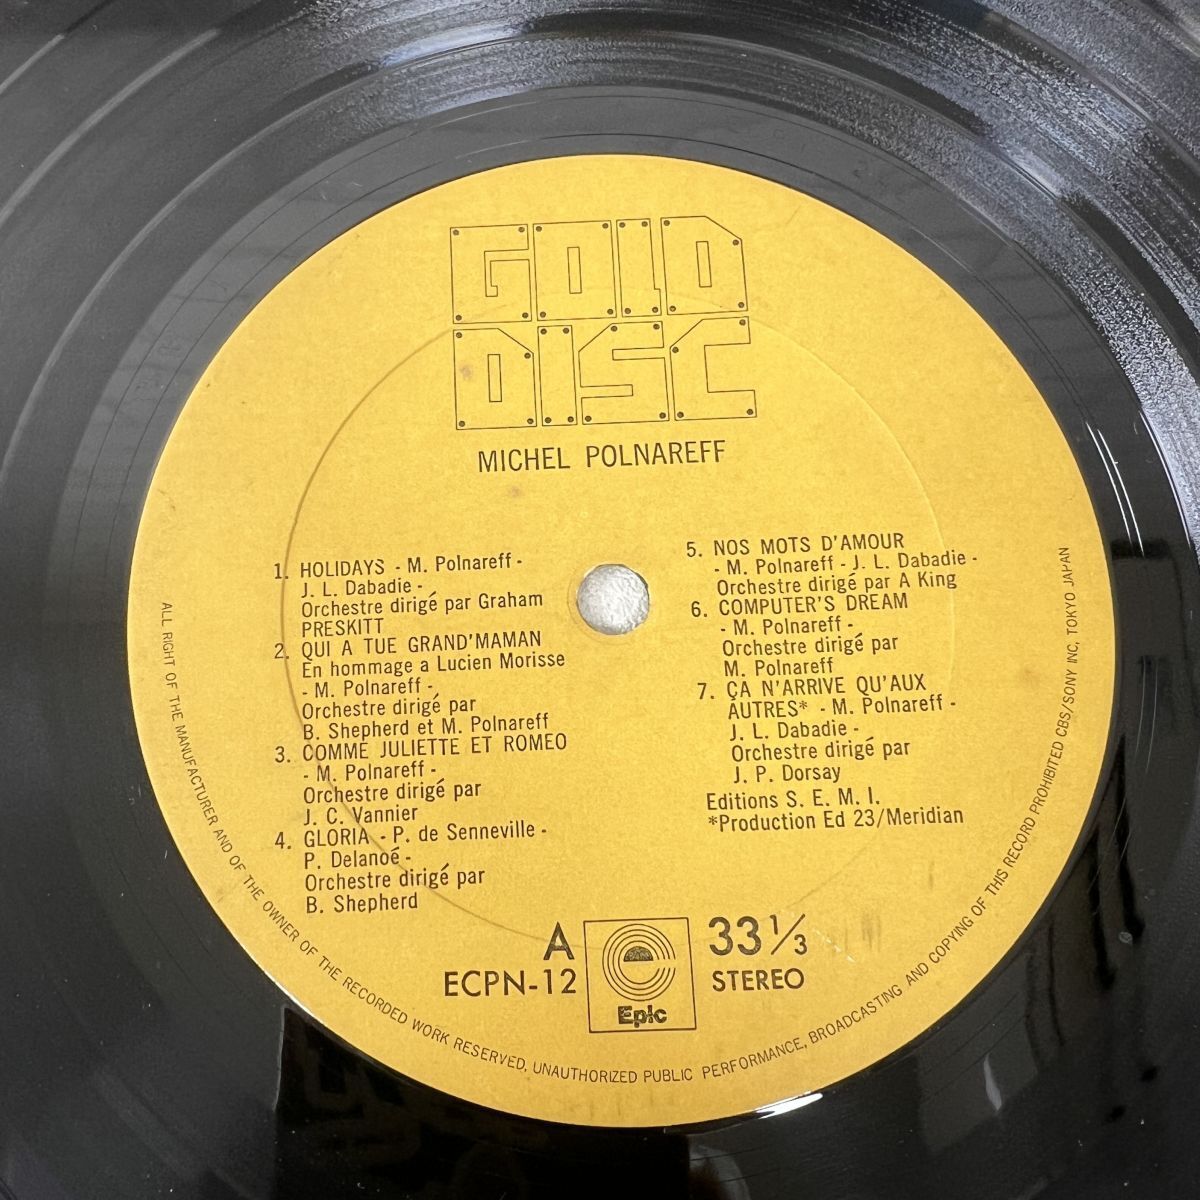 GOLD
DISC
MICHEL POLNAREFF
1. HOLIDAYS - M. Polnareff -
J. L. Dabadie -
Orchestre dirigé par Graham
PRESKITT
2. QUI A TUE GRAND'MAMAN
En hommage a Lucien Morisse
- M. Polnareff -
Orchestre dirigé par
B. Shepherd et M. Polnareff
3. COMME JULIETTE ET ROMEO
- M. Polnareff -
Orchestre dirigé par
J. C. Vannier
4. GLORIA - P. de Senneville -
P. Delanoé -
Orchestre dirigé par
B. Shepherd
5. NOS MOTS D'AMOUR
- M. Polnareff - J. L. Dabadie -
Orchestre dirigé par A King
6. COMPUTER'S DREAM
- M. Polnareff -
Orchestre dirigé par
M. Polnareff
7. ÇA N'ARRIVE QU'AUX
AUTRES* - M. Polnareff -
J. L. Dabadie -
Orchestre dirigé par
J. P. Dorsay
Editions S. E. M. I.
*Production Ed 23/Meridian
A
ECPN-12
e
Epic
33 1/3
STEREO
ALL RIGHT OF THE MANUFACTURER AND OF THE OWNER OF THE RECORDED WORK RESERVED, UNAUTHORIZED PUBLIC PERFORMANCE, BROADCASTING AND COPYING OF THIS RECORD PROHIBITED CBS/SONY INC, TOKYO JAPAN